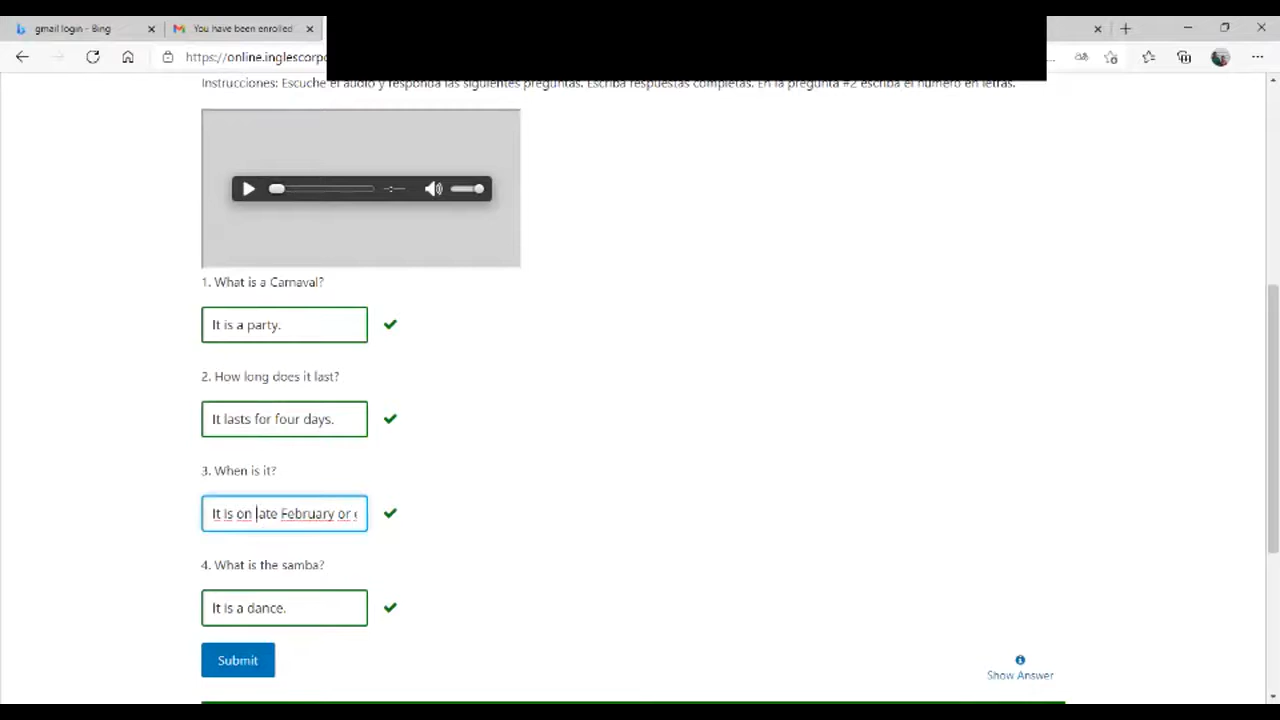 gmail login - Bing
You have been enrolled
https://online.inglescorpo
Instrucciones: Escuche el audio y responda las siguientes preguntas. Escriba respuestas completas. En la pregunta #2 escriba el número en letras.
1. What is a Carnaval?
It is a party.
2. How long does it last?
It lasts for four days.
3. When is it?
It is on late February or
4. What is the samba?
It is a dance.
Submit
Show Answer